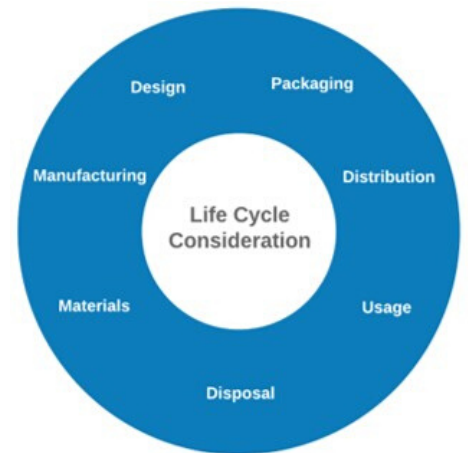 Design
Packaging
Manufacturing
Distribution
Life Cycle
Consideration
Materials
Usage
Disposal